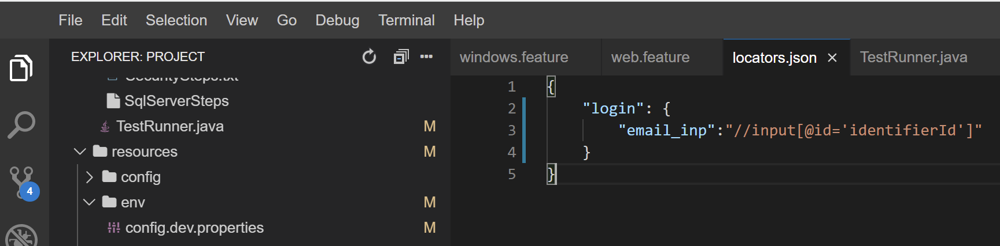 File Edit Selection View Go Debug Terminal Help
EXPLORER: PROJECT
SecuritySteps.txt
SqlServerSteps
TestRunner.java M
resources M
config
env M
config.dev.properties M
4
windows.feature web.feature locators.json × TestRunner.java
1 {
2 "login": {
3 "email_inp":"//input[@id='identifierId']"
4 }
5 }